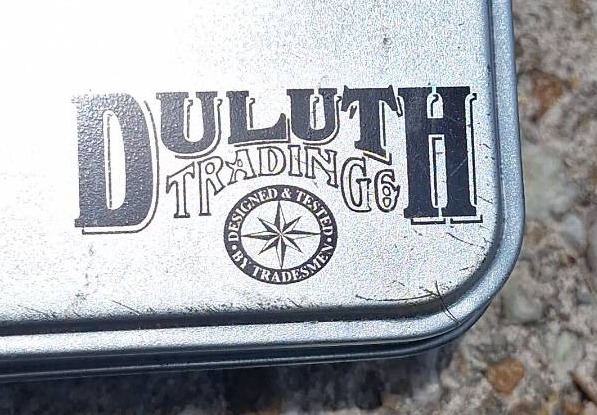 DULUTH
TRADING Co
DESIGNED & TESTED
• BY TRADESMEN •